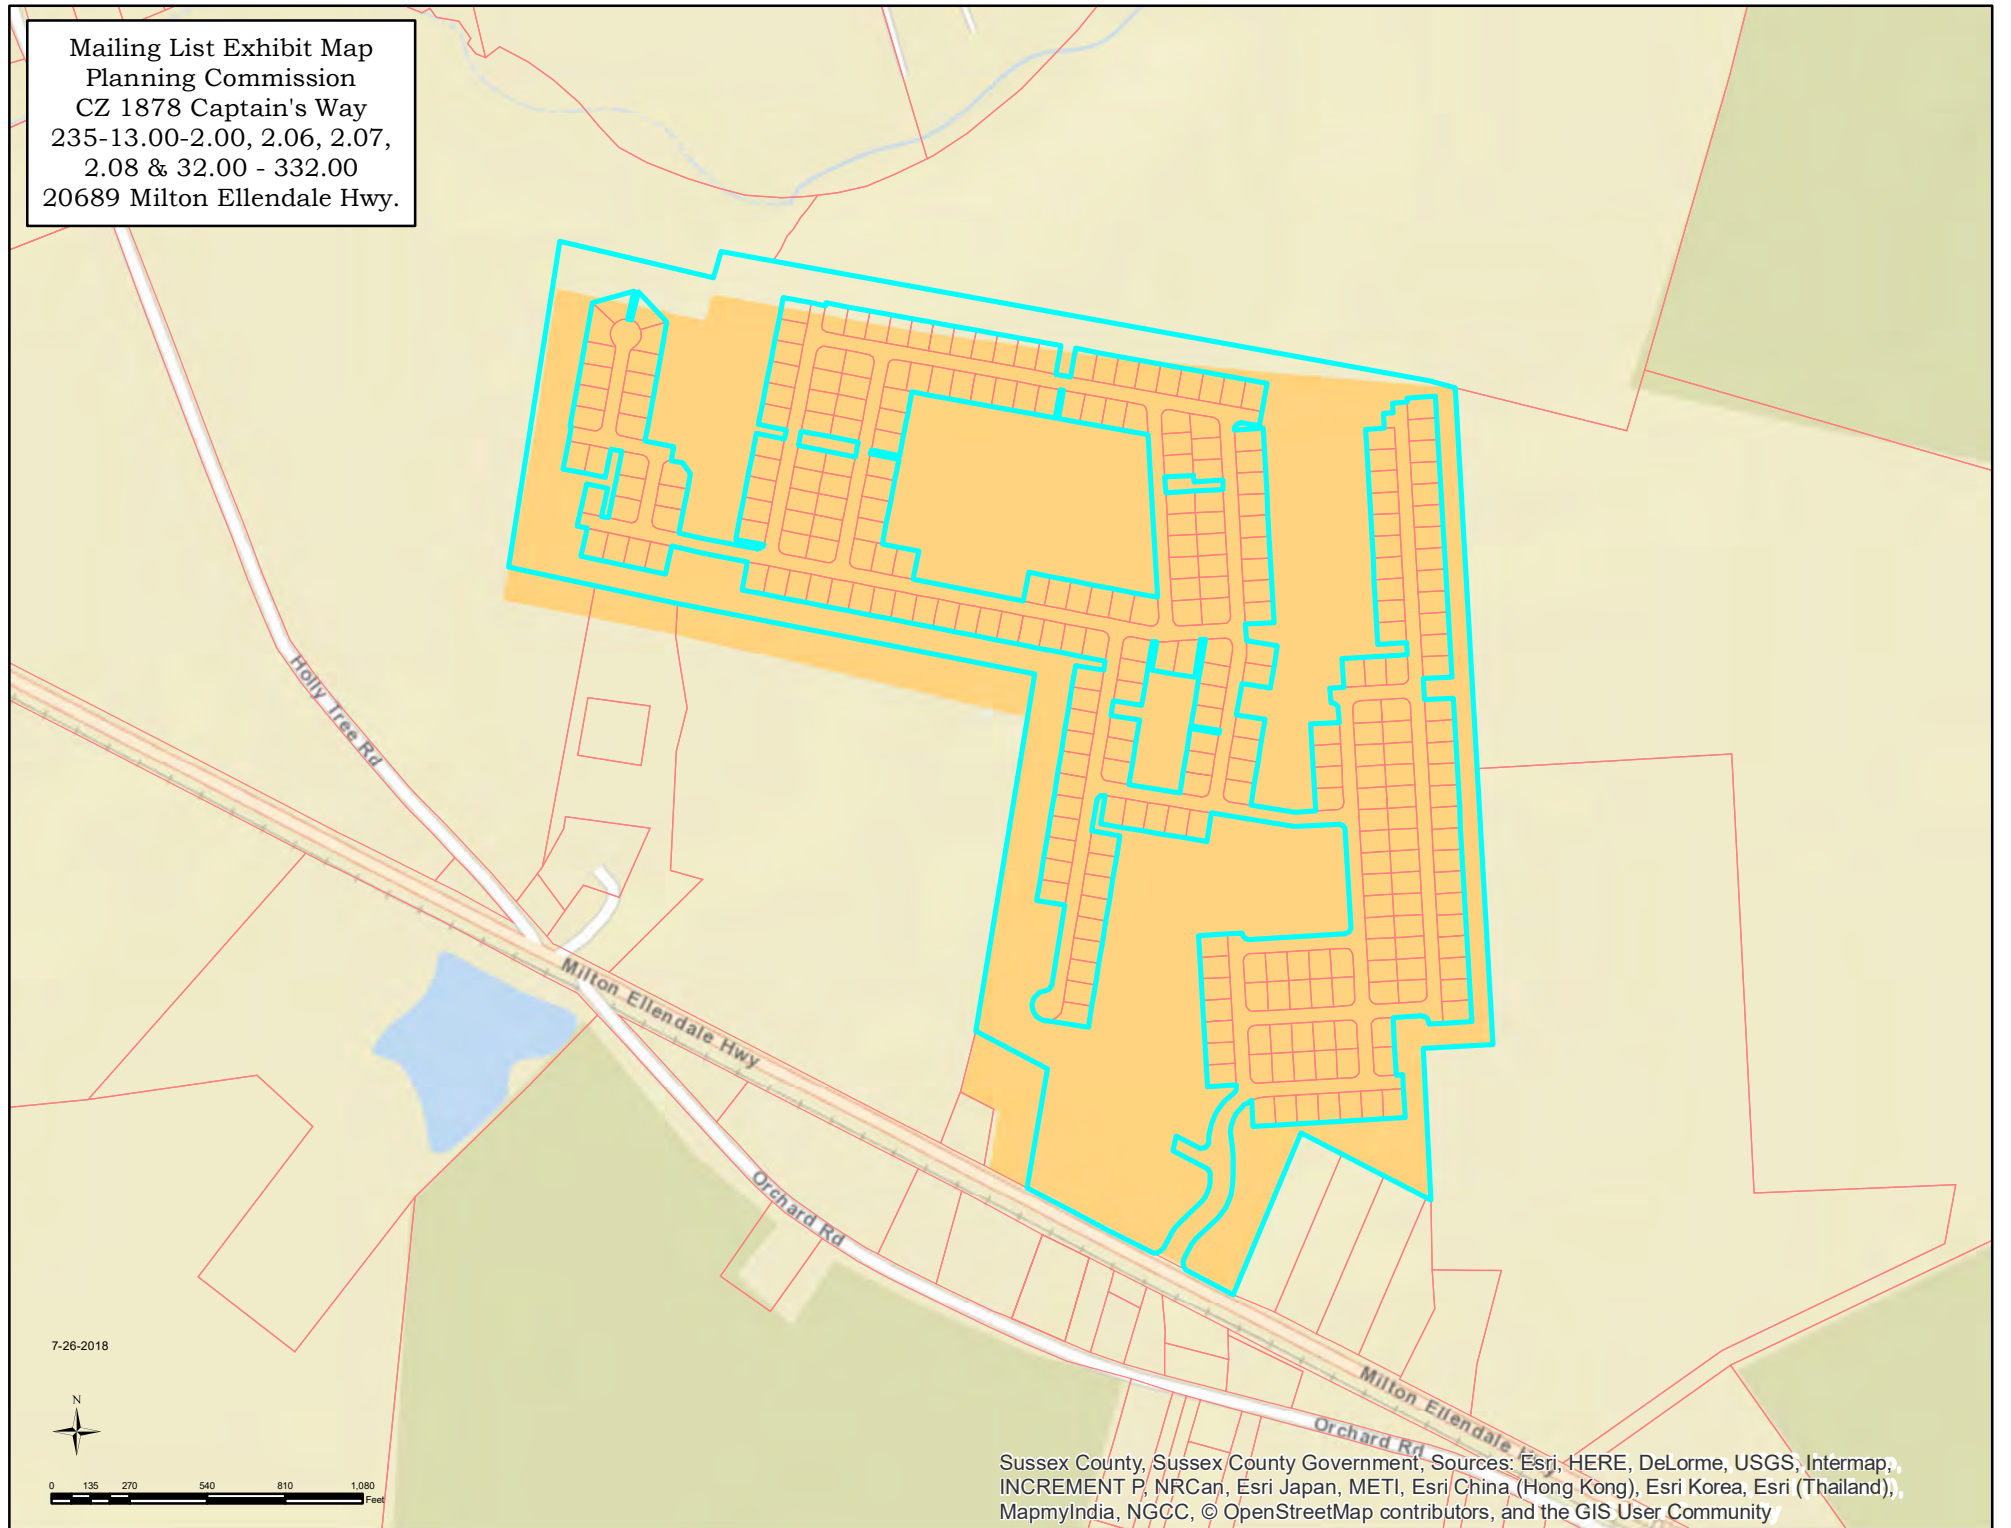 Mailing List Exhibit Map
Planning Commission
CZ 1878 Captain's Way
235-13.00-2.00, 2.06, 2.07,
2.08 & 32.00 - 332.00
20689 Milton Ellendale Hwy.
Holly Tree Rd
Milton Ellendale Hwy
Orchard Rd
Milton Ellendale Hwy
Orchard Rd
7-26-2018
N
0 135 270 540 810 1,080
Feet
Sussex County, Sussex County Government, Sources: Esri, HERE, DeLorme, USGS, Intermap,
INCREMENT P, NRCan, Esri Japan, METI, Esri China (Hong Kong), Esri Korea, Esri (Thailand),
MapmyIndia, NGCC, © OpenStreetMap contributors, and the GIS User Community